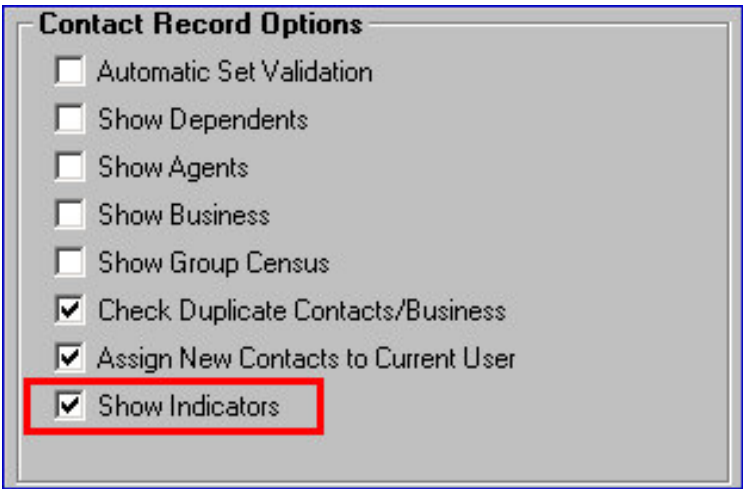 Contact Record Options
Automatic Set Validation
Show Dependents
Show Agents
Show Business
Show Group Census
Check Duplicate Contacts/Business
Assign New Contacts to Current User
Show Indicators